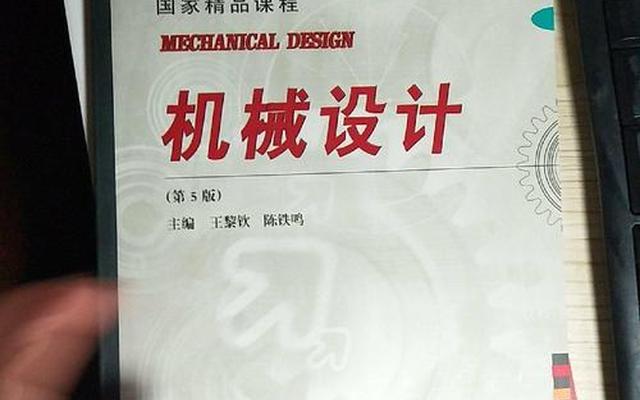 国家精品课程
MECHANICAL DESIGN
机械设计
(第 5 版)
主编 王黎钦 陈铁鸣